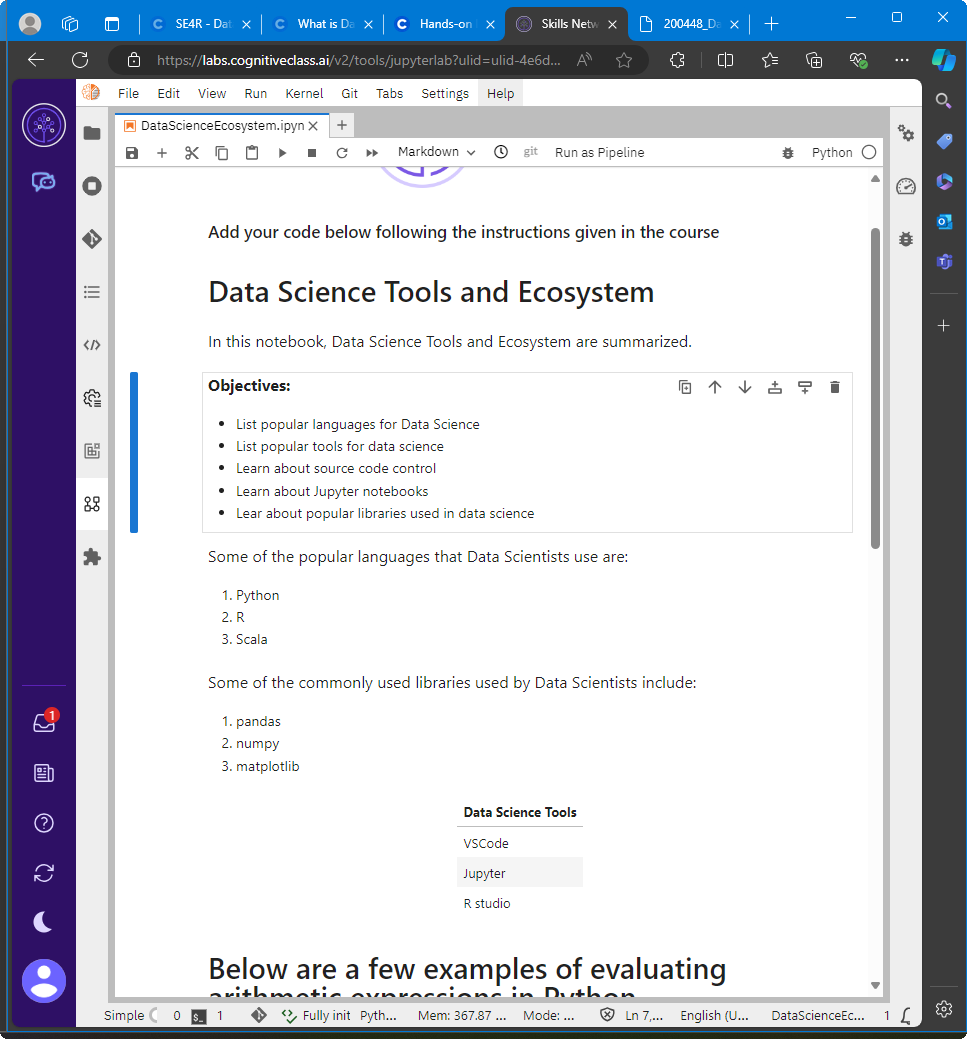 SE4R - Dat
What is Da
Hands-on
Skills Netw
200448_Da
https://labs.cognitiveclass.ai/v2/tools/jupyterlab?ulid=ulid-4e6d...
File Edit View Run Kernel Git Tabs Settings Help
DataScienceEcosystem.ipyn
Markdown git Run as Pipeline Python
Add your code below following the instructions given in the course
Data Science Tools and Ecosystem
In this notebook, Data Science Tools and Ecosystem are summarized.
Objectives:
• List popular languages for Data Science
• List popular tools for data science
• Learn about source code control
• Learn about Jupyter notebooks
• Lear about popular libraries used in data science
Some of the popular languages that Data Scientists use are:
1. Python
2. R
3. Scala
Some of the commonly used libraries used by Data Scientists include:
1. pandas
2. numpy
3. matplotlib
Data Science Tools
VSCode
Jupyter
R studio
Below are a few examples of evaluating
arithmetic expressions in Python
1
Simple 0 $_ 1 Fully init Pyth... Mem: 367.87 ... Mode: ... Ln 7,... English (U... DataScienceEc... 1